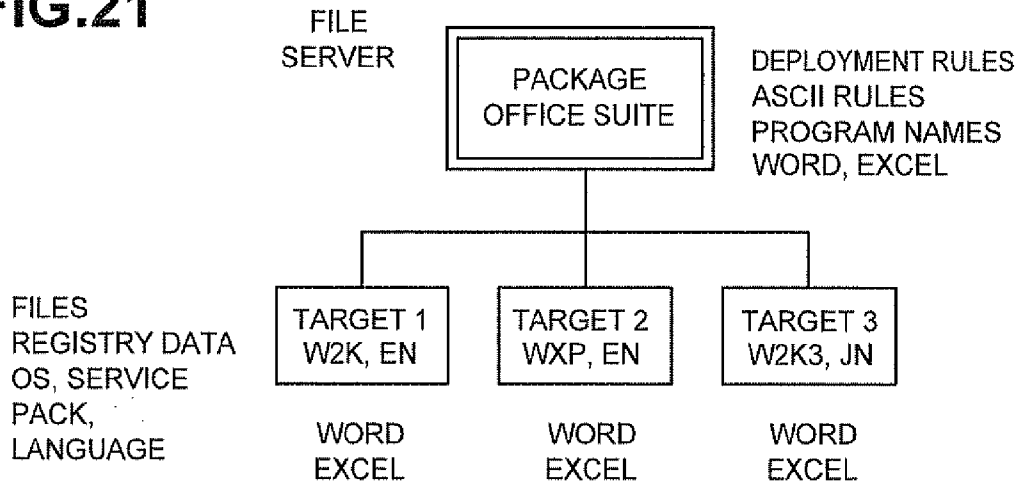 FIG.21
FILE
SERVER
PACKAGE
OFFICE SUITE
DEPLOYMENT RULES
ASCII RULES
PROGRAM NAMES
WORD, EXCEL
FILES
REGISTRY DATA
OS, SERVICE
PACK,
LANGUAGE
TARGET 1
W2K, EN
TARGET 2
WXP, EN
TARGET 3
W2K3, JN
WORD
EXCEL
WORD
EXCEL
WORD
EXCEL